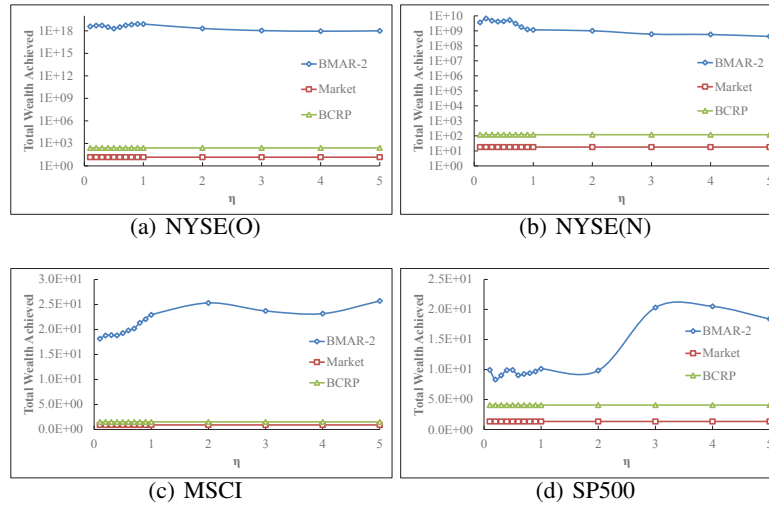 Total Wealth Achieved
1E+18
1E+15
1E+12
1E+09
1E+06
1E+03
1E+00
0 1 2 3 4 5
η
BMAR-2
Market
BCRP
(a) NYSE(O)
Total Wealth Achieved
1E+10
1E+09
1E+08
1E+07
1E+06
1E+05
1E+04
1E+03
1E+02
1E+01
1E+00
0 1 2 3 4 5
η
BMAR-2
Market
BCRP
(b) NYSE(N)
Total Wealth Achieved
3.0E+01
2.5E+01
2.0E+01
1.5E+01
1.0E+01
5.0E+00
0.0E+00
0 1 2 3 4 5
η
BMAR-2
Market
BCRP
(c) MSCI
Total Wealth Achieved
2.5E+01
2.0E+01
1.5E+01
1.0E+01
5.0E+00
0.0E+00
0 1 2 3 4 5
η
BMAR-2
Market
BCRP
(d) SP500